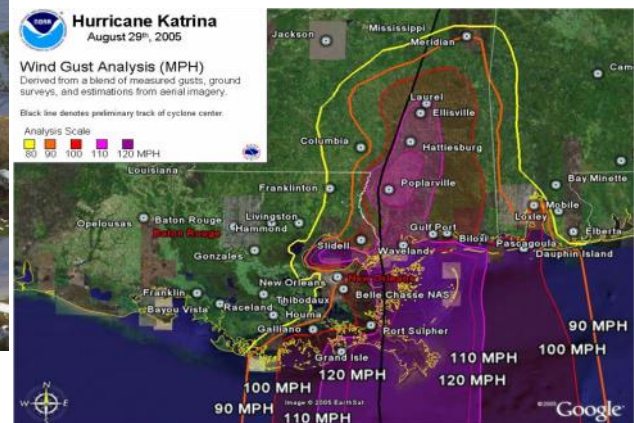 Hurricane Katrina
August 29th, 2005
Wind Gust Analysis (MPH)
Derived from a blend of measured gusts, ground
surveys, and estimations from aerial imagery.
Black line denotes preliminary track of cyclone center.
Analysis Scale
80 90 100 110 120 MPH
Jackson
Mississippi
Meridian
Laurel
Ellisville
Columbia
Hattiesburg
Louisiana
Franklinton
Poplarville
Bay Minette
Opelousas
Baton Rouge
Baton Rouge
Livingston
Hammond
Loxley
Mobile
Gonzales
Slidell
Waveland
Gulf Port
Biloxi
Pascagoula
Elberta
Dauphin Island
New Orleans
New Orleans
Franklin
Bayou Vista
Raceland
Thibodaux
Houma
Belle Chasse NAS
Galliano
Port Sulpher
Grand Isle
90 MPH
100 MPH
110 MPH
120 MPH
120 MPH
100 MPH
90 MPH
110 MPH
N
W E
S
Image © 2005 EarthSat
©2005 Google